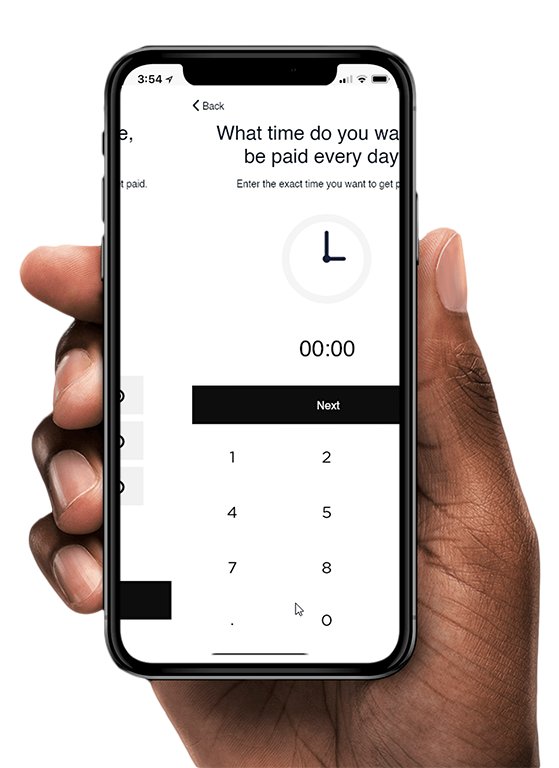 3:54
Back
e,
What time do you wa
be paid every day
t paid.
Enter the exact time you want to get p
00:00
Next
1 2
4 5
7 8
. 0